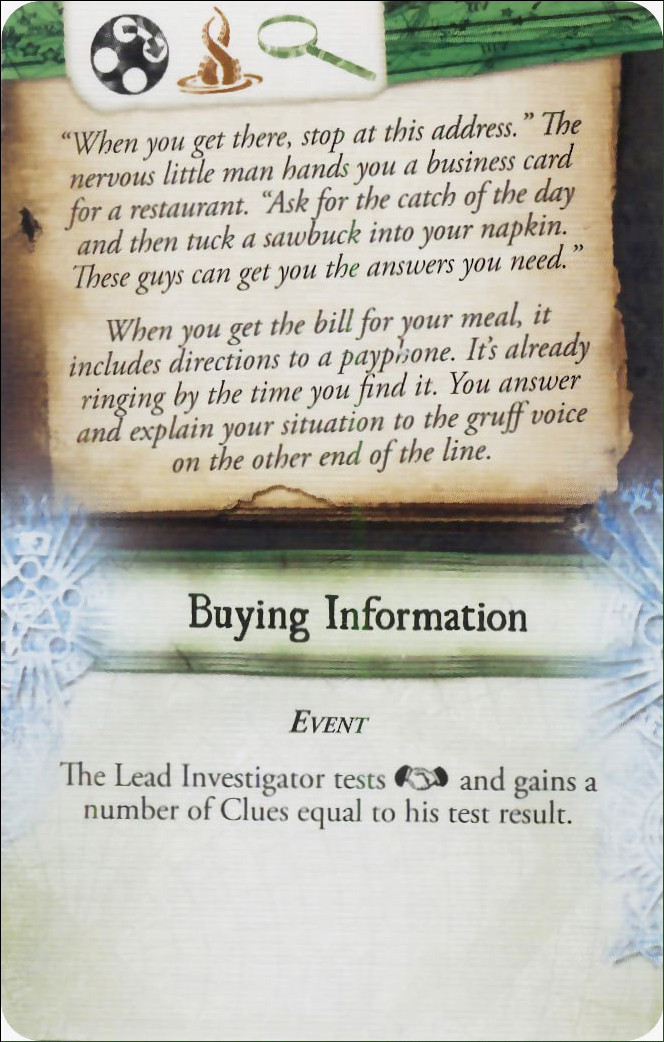 “When you get there, stop at this address.” The
nervous little man hands you a business card
for a restaurant. “Ask for the catch of the day
and then tuck a sawbuck into your napkin.
These guys can get you the answers you need.”
When you get the bill for your meal, it
includes directions to a payphone. It’s already
ringing by the time you find it. You answer
and explain your situation to the gruff voice
on the other end of the line.
Buying Information
EVENT
The Lead Investigator tests and gains a
number of Clues equal to his test result.